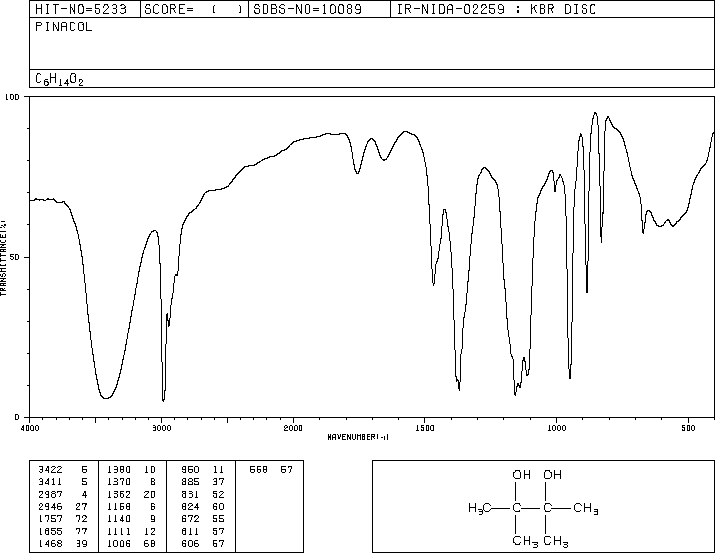 HIT-NO=5233 SCORE= ( ) SDBS-NO=10089 IR-NIDA-02259 : KBR DISC
PINACOL
C6H14O2
100
50
0
TRANSMITTANCE(%)
4000 3000 2000 1500 1000 500
WAVENUMBER(-1)
3422 6 1380 10 950 11 668 57
3411 5 1370 8 885 37
2987 4 1362 20 831 52
2946 27 1158 6 824 60
1757 72 1140 9 672 55
1655 77 1111 12 611 57
1468 39 1006 68 606 57
OH OH
H3C C C CH3
CH3 CH3